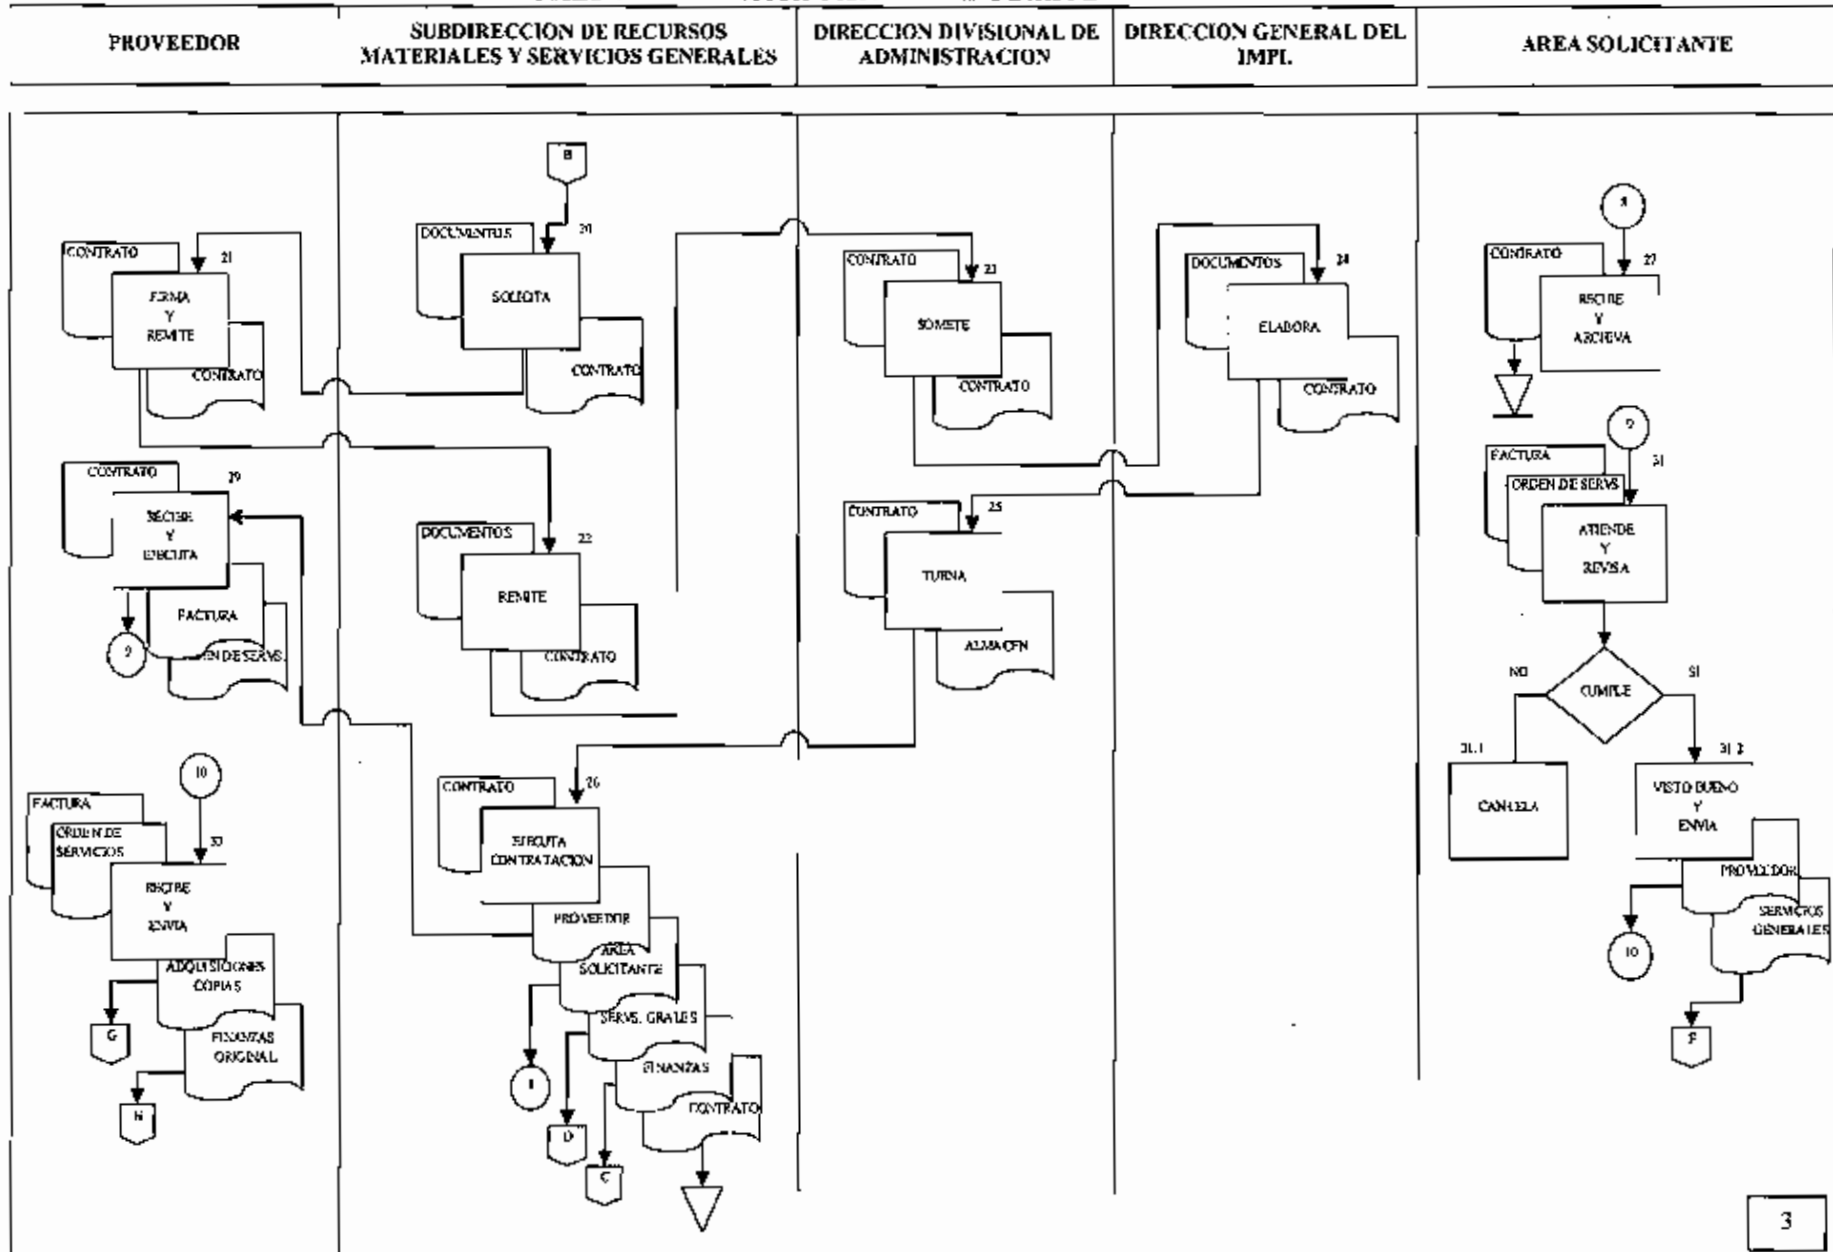 PROVEEDOR
SUBDIRECCION DE RECURSOS
MATERIALES Y SERVICIOS GENERALES
DIRECCION DIVISIONAL DE
ADMINISTRACION
DIRECCION GENERAL DEL
IMPI.
AREA SOLICITANTE
B
DOCUMENTOS
20
SOLICITA
CONTRATO
CONTRATO
21
FIRMA
Y
REMITE
CONTRATO
CONTRATO
23
SOMETE
CONTRATO
DOCUMENTOS
24
ELABORA
CONTRATO
8
CONTRATO
27
RECIBE
Y
ARCHIVA
CONTRATO
29
RECIBE
Y
EJECUTA
FACTURA
EN DE SERVS.
9
DOCUMENTOS
22
REMITE
CONTRATO
CONTRATO
25
TURNA
ALMACEN
9
FACTURA
31
ORDEN DE SERVS
ATIENDE
Y
REVISA
CUMPLE
NO
SI
31.1
CANCELA
31.2
VISTO BUENO
Y
ENVIA
PROVEEDOR
SERVICIOS
GENERALES
10
F
10
FACTURA
ORDEN DE
SERVICIOS
RECIBE
Y
ENVIA
ADQUISICIONES
COPIAS
G
FINANZAS
ORIGINAL
H
CONTRATO
26
EJECUTA
CONTRATACION
PROVEEDOR
AREA
SOLICITANTE
SERVS. GRALES
FINANZAS
CONTRATO
D
C
3